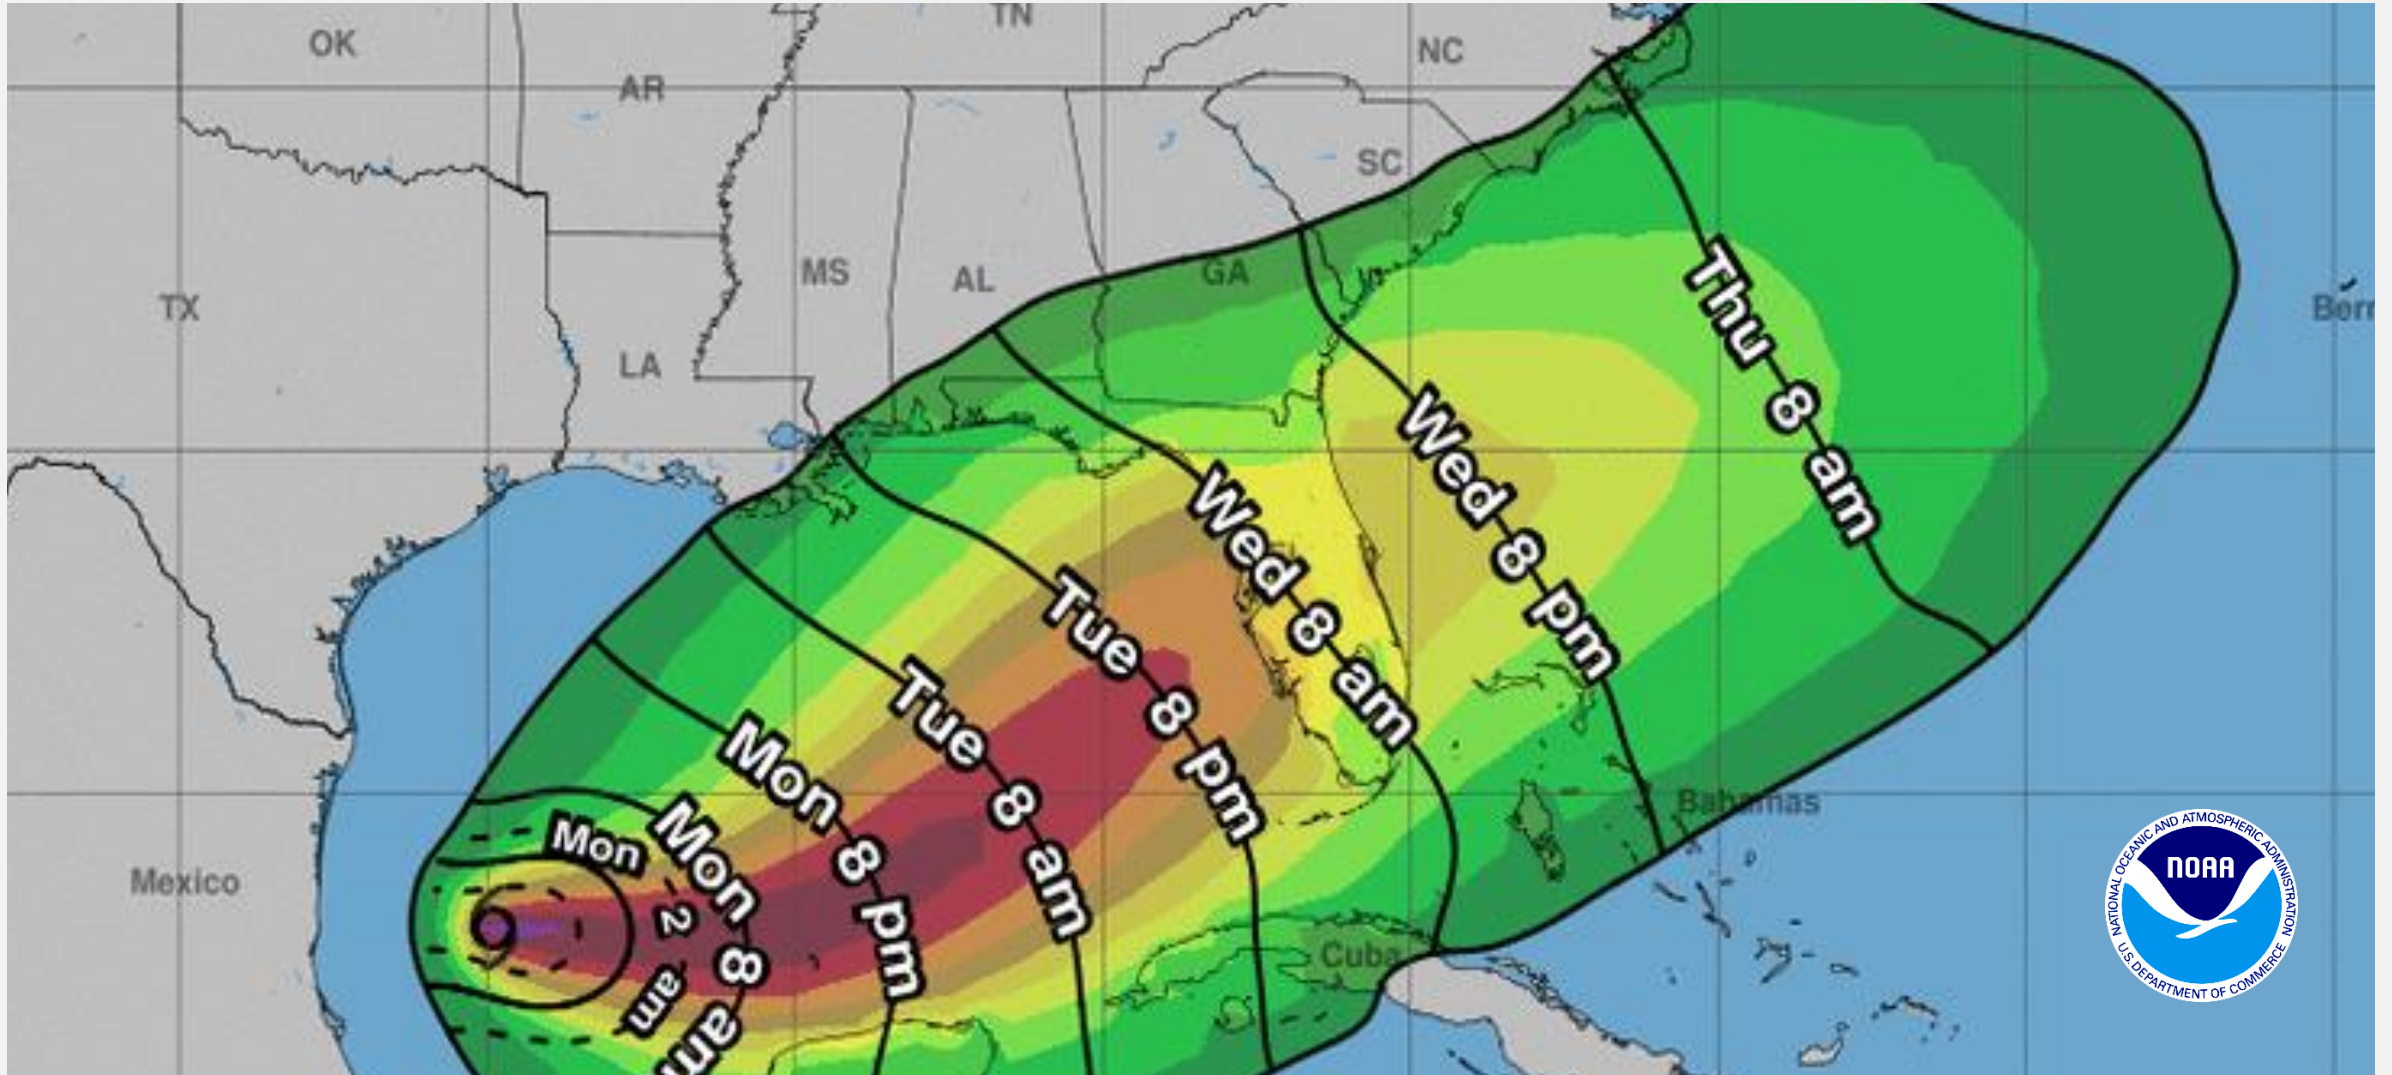 TN
OK
NC
AR
SC
MS
AL
GA
TX
LA
Thu 8 am
Wed 8 pm
Wed 8 am
Tue 8 pm
Tue 8 am
Mon 8 pm
Mon 8 am
Mon 2 am
Bahamas
Mexico
Cuba
Berm
NATIONAL OCEANIC AND ATMOSPHERIC ADMINISTRATION
NOAA
U.S. DEPARTMENT OF COMMERCE